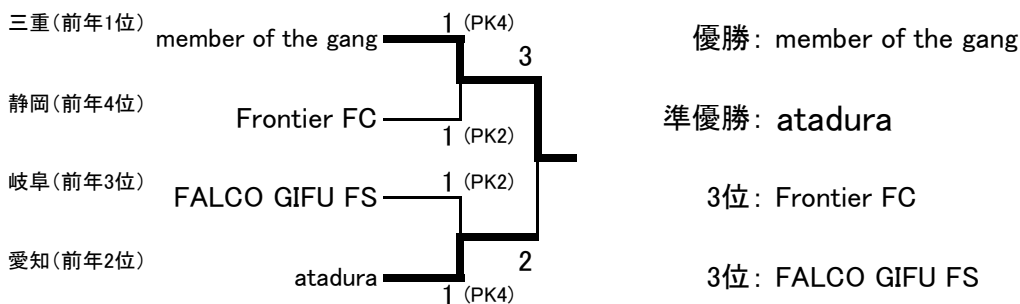 三重(前年1位)
member of the gang
1 (PK4)
3
静岡(前年4位)
Frontier FC
1 (PK2)
岐阜(前年3位)
FALCO GIFU FS
1 (PK2)
2
愛知(前年2位)
atadura
1 (PK4)
優勝: member of the gang
準優勝: atadura
3位: Frontier FC
3位: FALCO GIFU FS